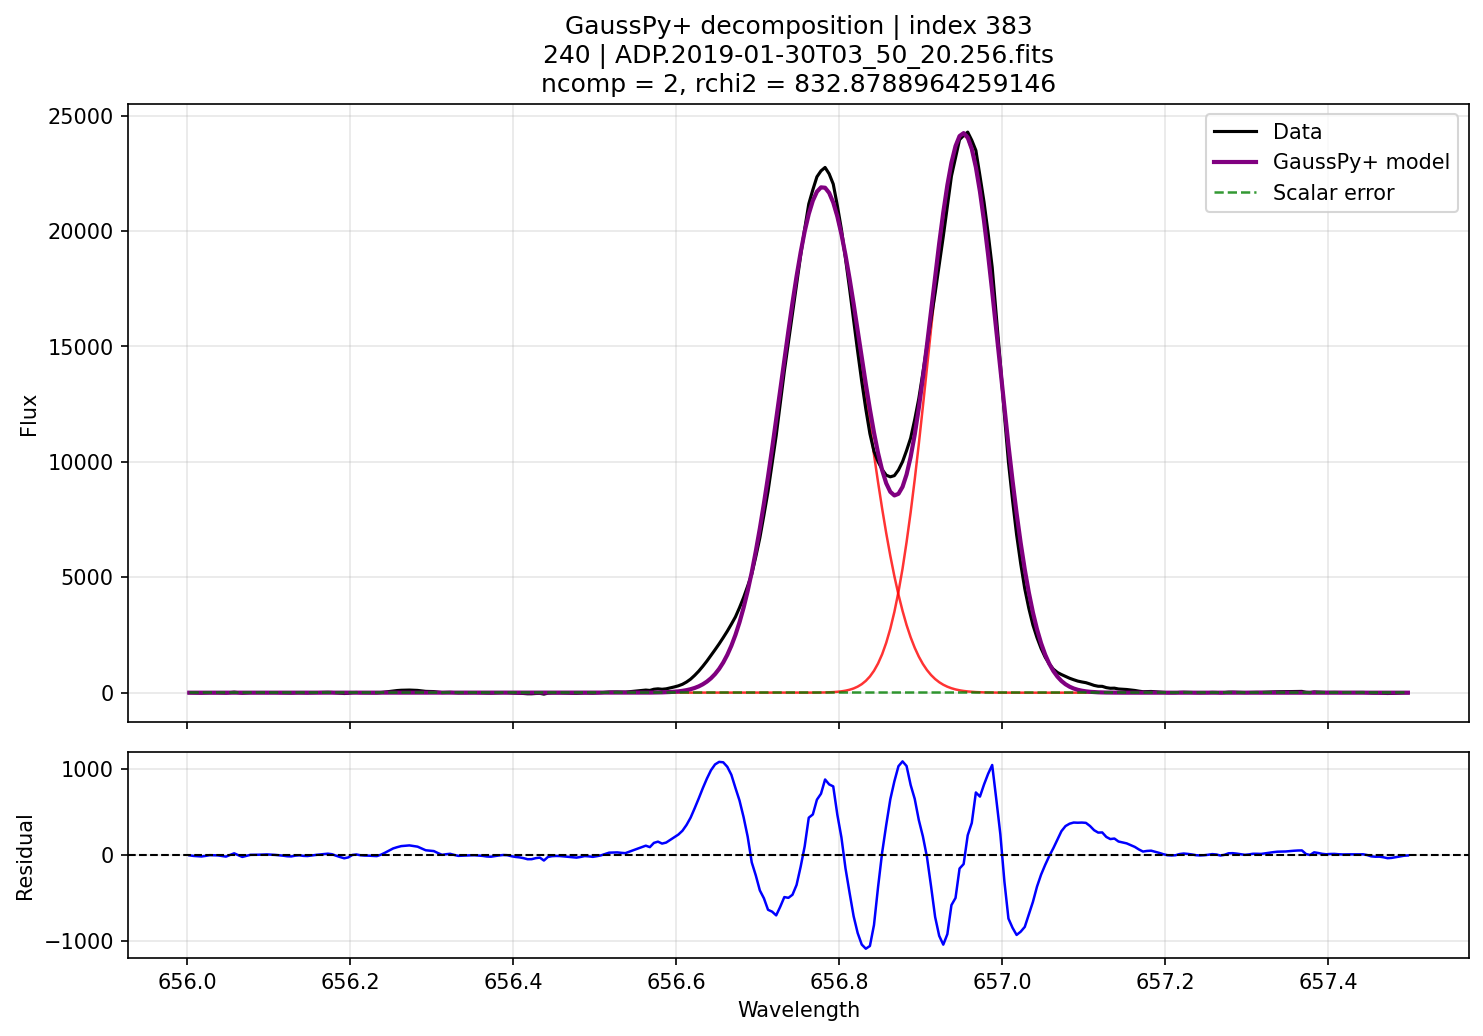 GaussPy+ decomposition | index 383
240 | ADP.2019-01-30T03_50_20.256.fits
ncomp = 2, rchi2 = 832.8788964259146
25000
20000
15000
10000
5000
0
Flux
Data
GaussPy+ model
Scalar error
1000
0
−1000
Residual
656.0 656.2 656.4 656.6 656.8 657.0 657.2 657.4
Wavelength